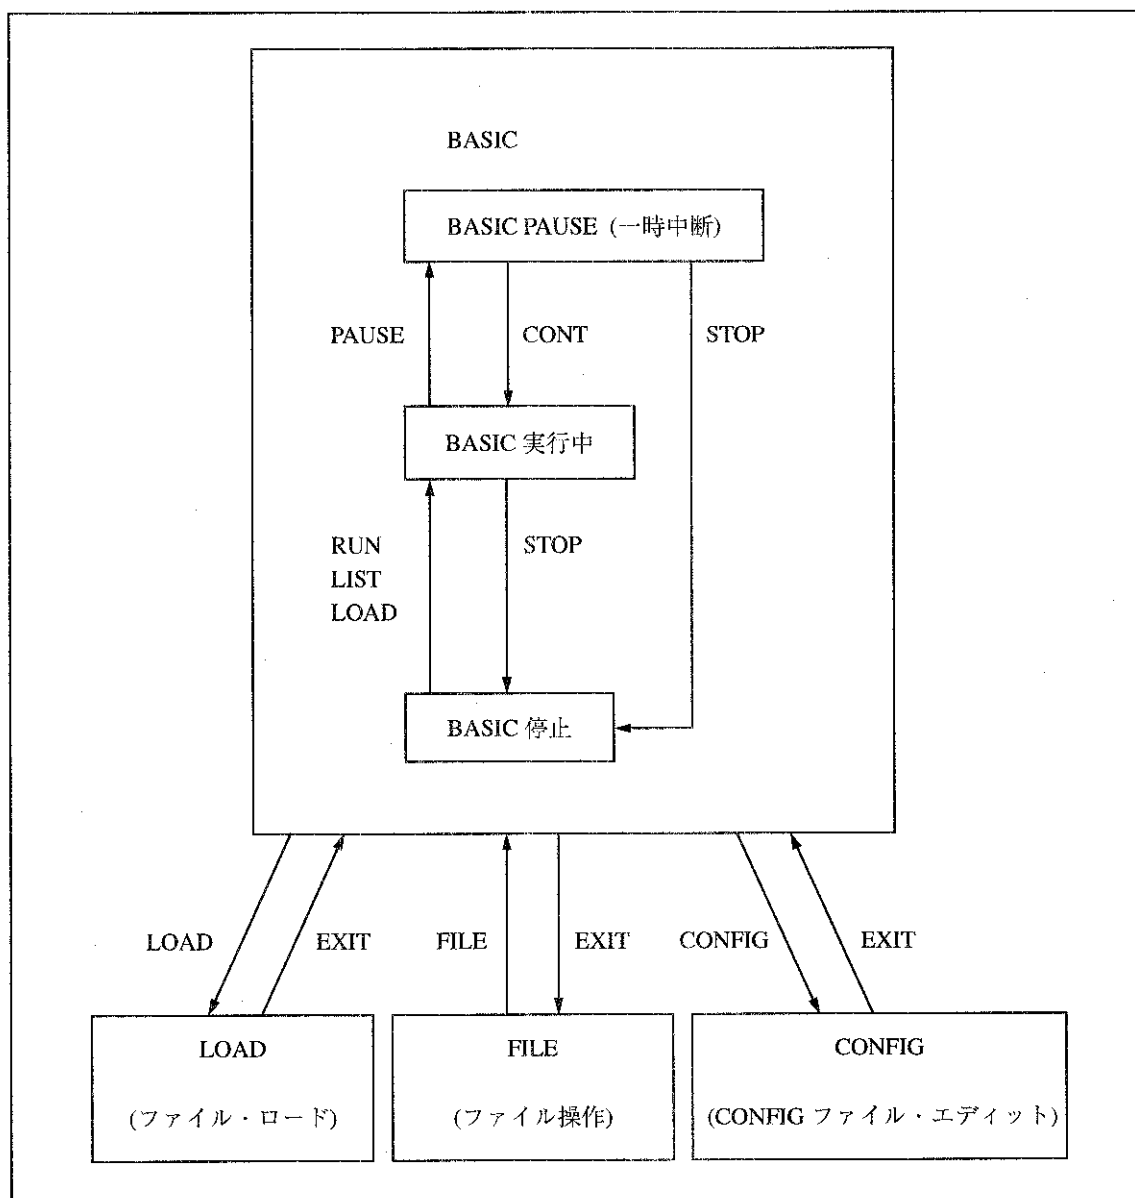 BASIC
BASIC PAUSE (一時中断)
PAUSE
CONT
STOP
BASIC 実行中
RUN
LIST
LOAD
STOP
BASIC 停止
LOAD
EXIT
FILE
EXIT
CONFIG
EXIT
LOAD
(ファイル・ロード)
FILE
(ファイル操作)
CONFIG
(CONFIG ファイル・エディット)